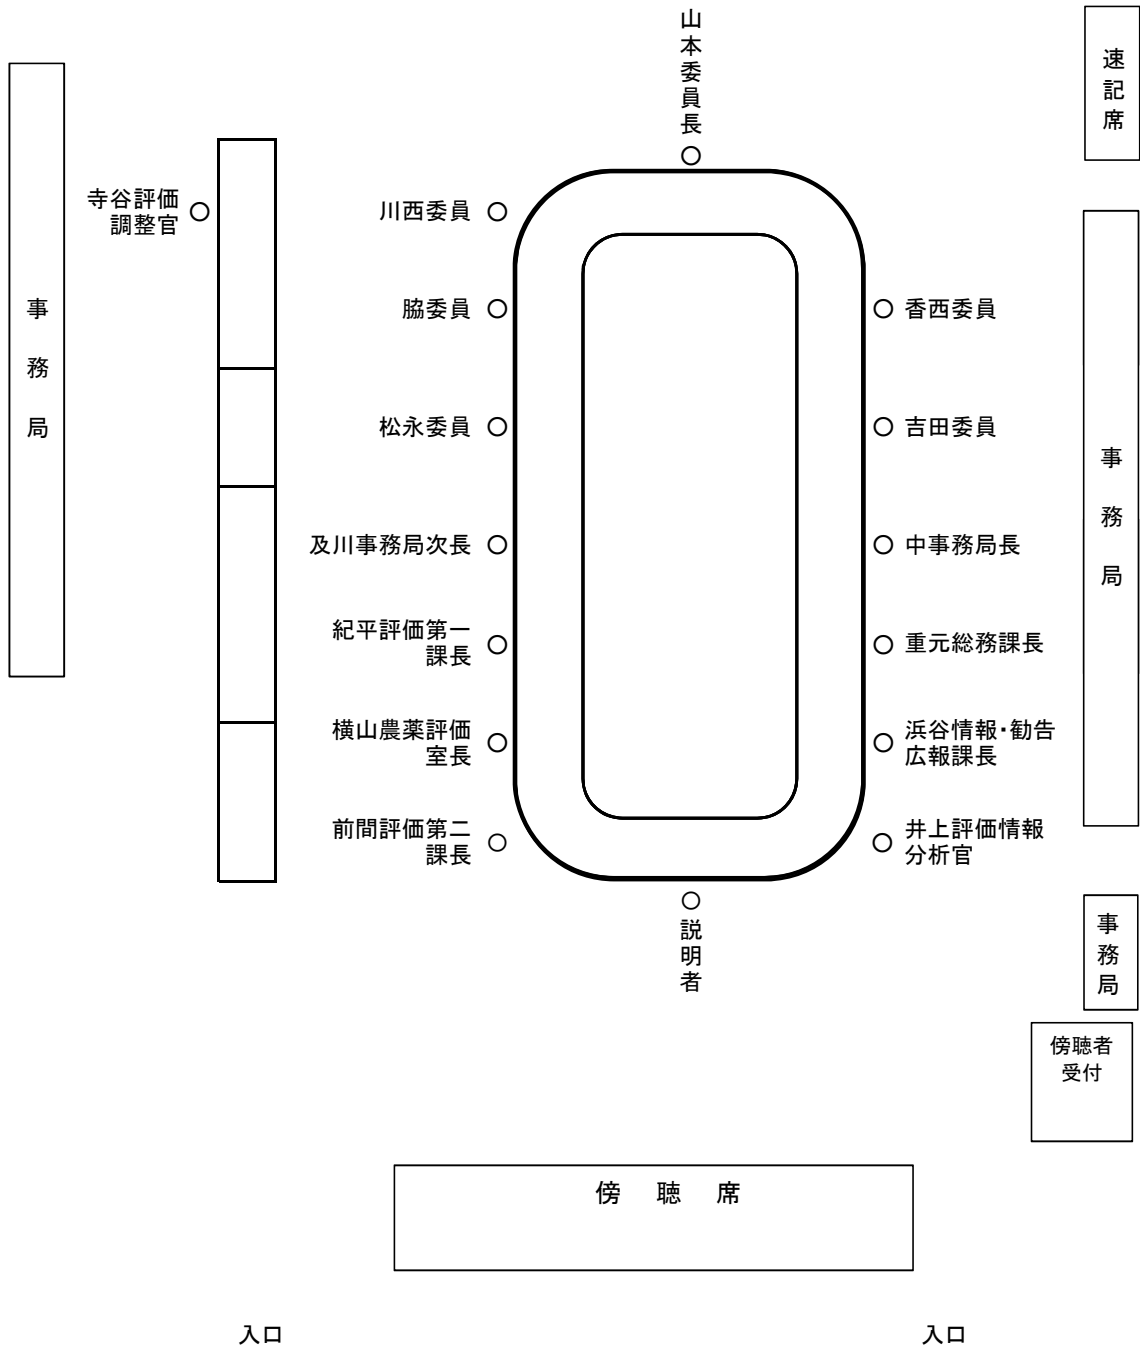 山本委員長
速記席
寺谷評価
調整官
川西委員
事務局
脇委員
香西委員
松永委員
吉田委員
事務局
及川事務局次長
中事務局長
紀平評価第一
課長
重元総務課長
横山農薬評価
室長
浜谷情報・勧告
広報課長
前間評価第二
課長
井上評価情報
分析官
説明者
事務局
傍聴者
受付
傍 聴 席
入口
入口